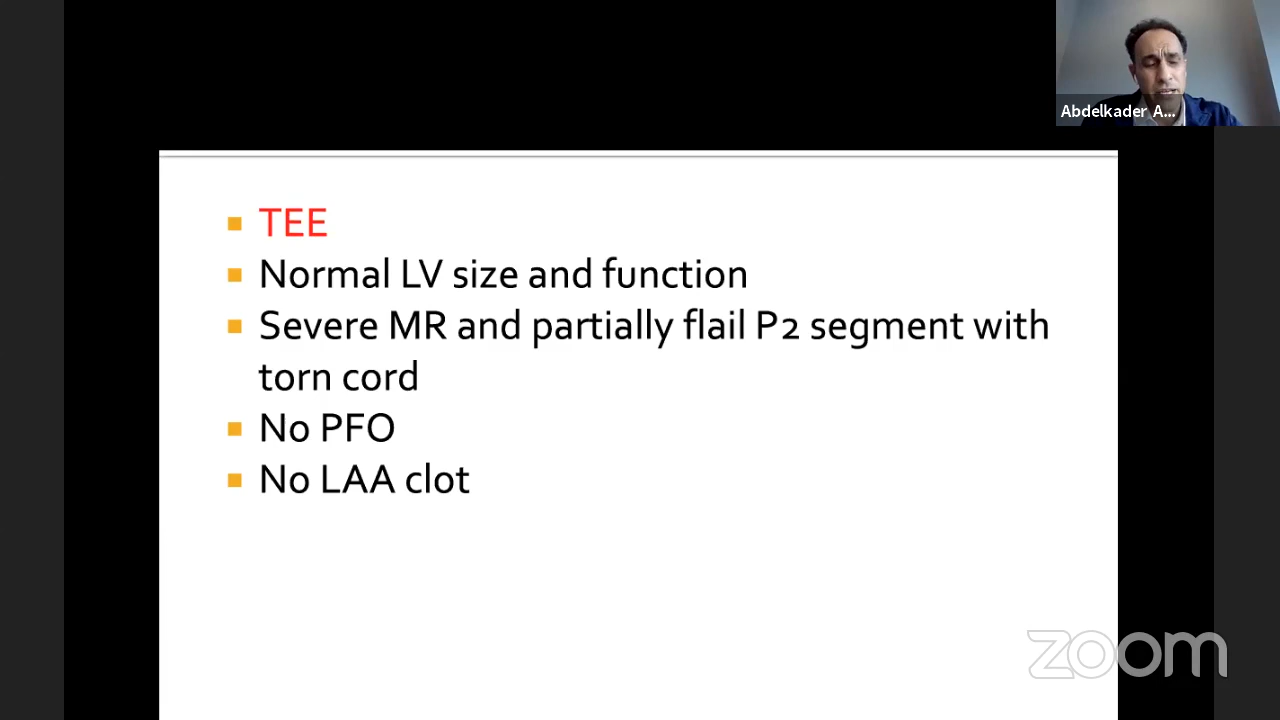 Abdelkader A...
TEE
Normal LV size and function
Severe MR and partially flail P2 segment with
torn cord
No PFO
No LAA clot
zoom